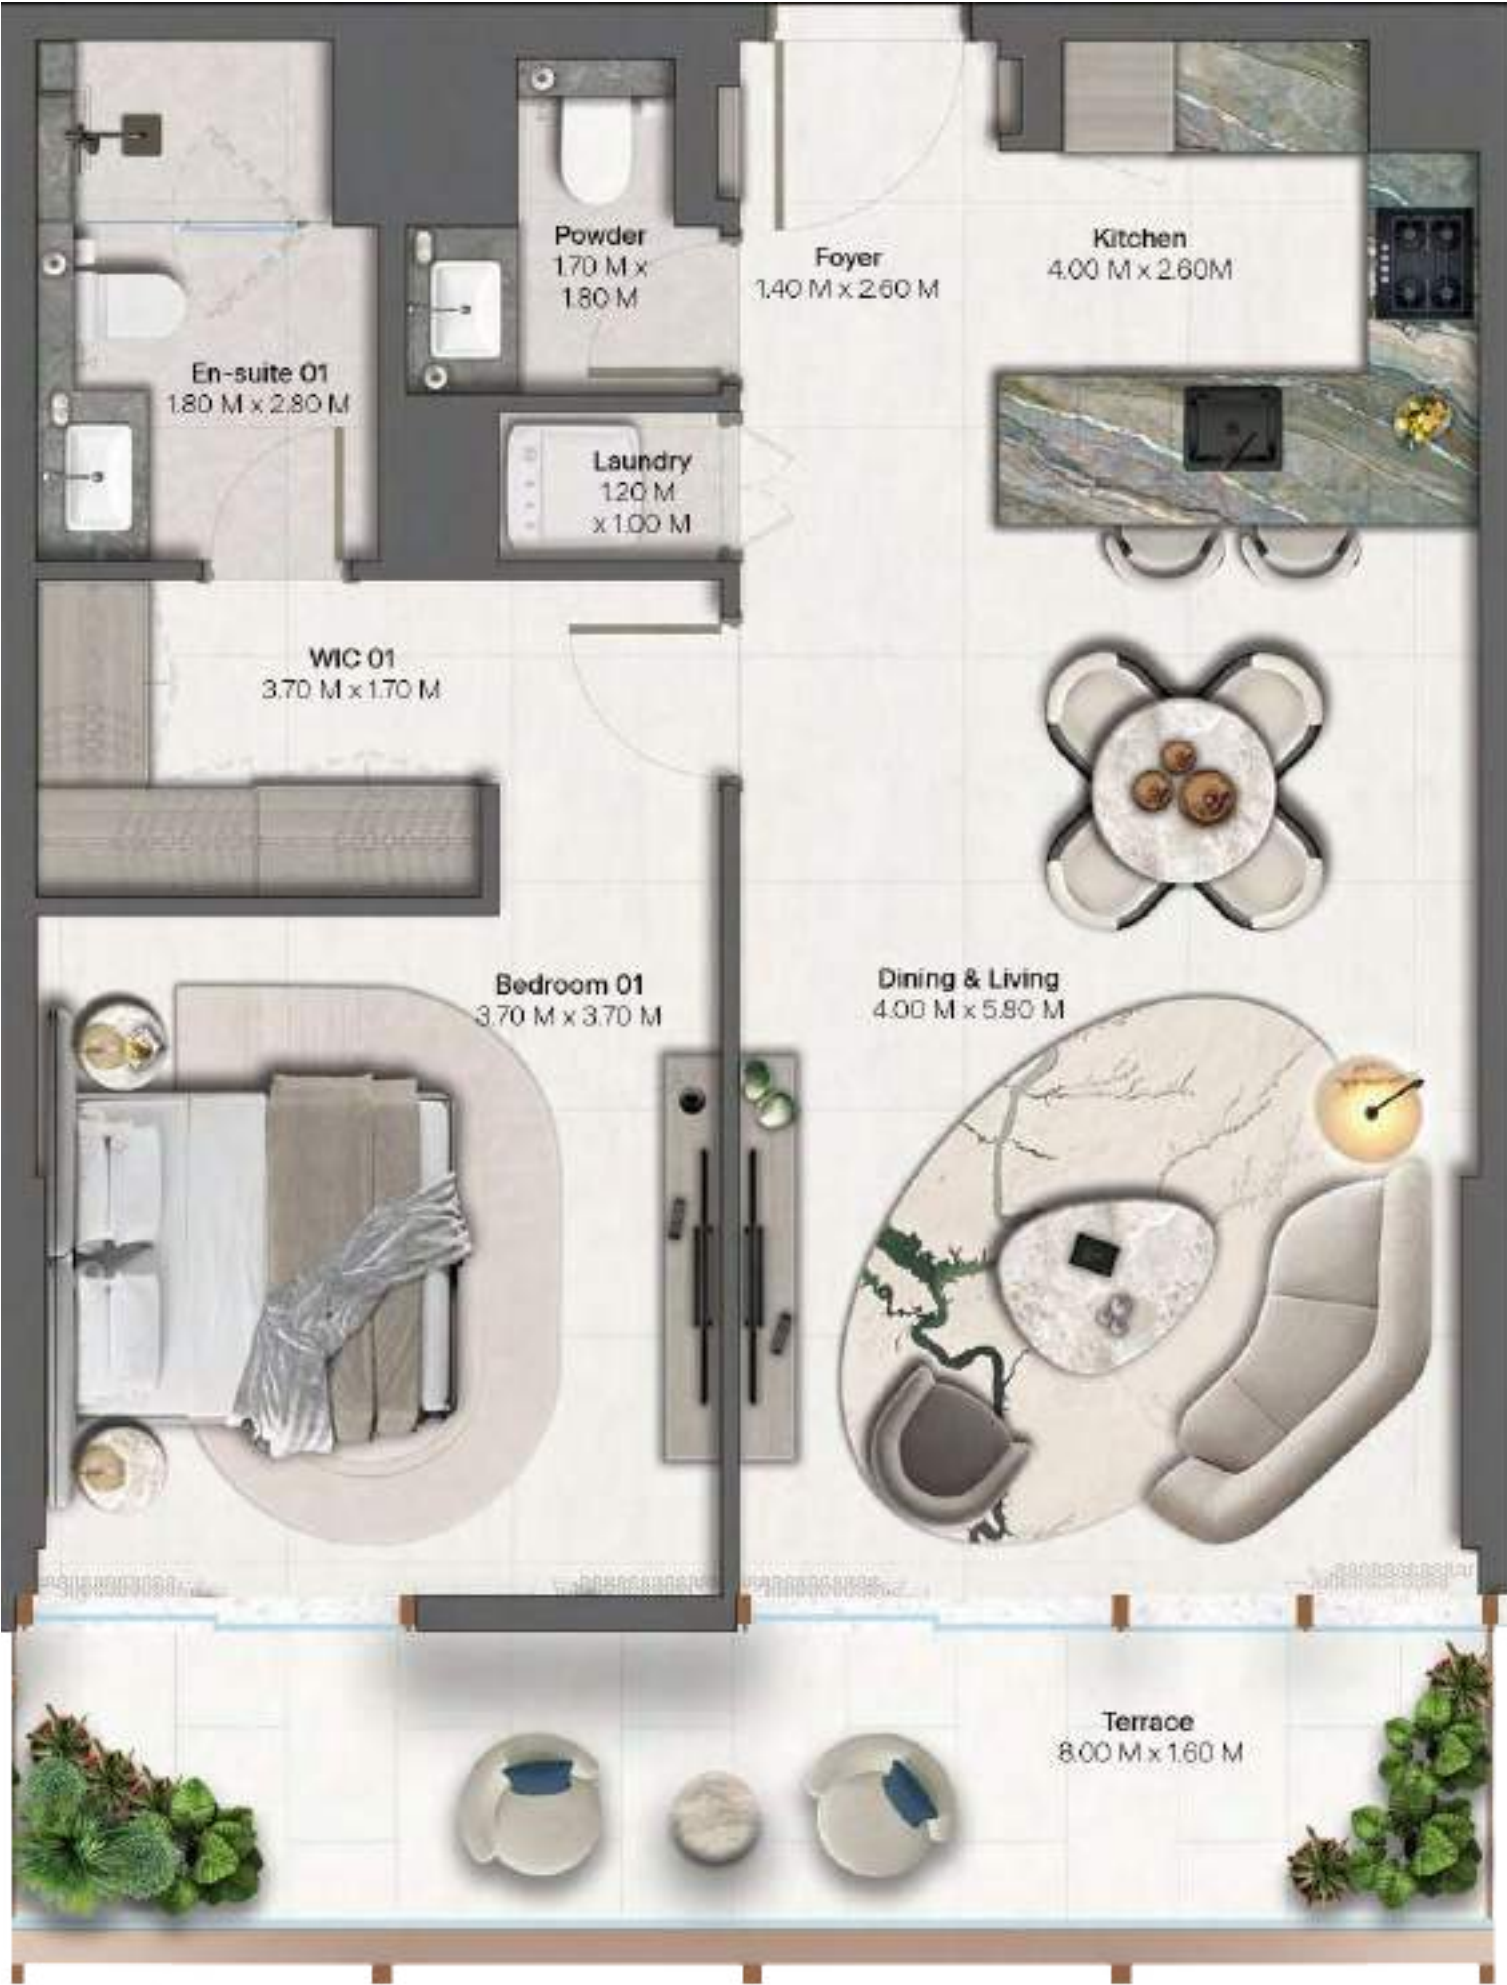 Powder
1.70 M x
1.80 M
Foyer
1.40 M x 2.60 M
Kitchen
4.00 M x 2.60M
En-suite 01
1.80 M x 2.80 M
Laundry
1.20 M
x 1.00 M
WIC 01
3.70 M x 1.70 M
Bedroom 01
3.70 M x 3.70 M
Dining & Living
4.00 M x 5.80 M
Terrace
8.00 M x 1.60 M